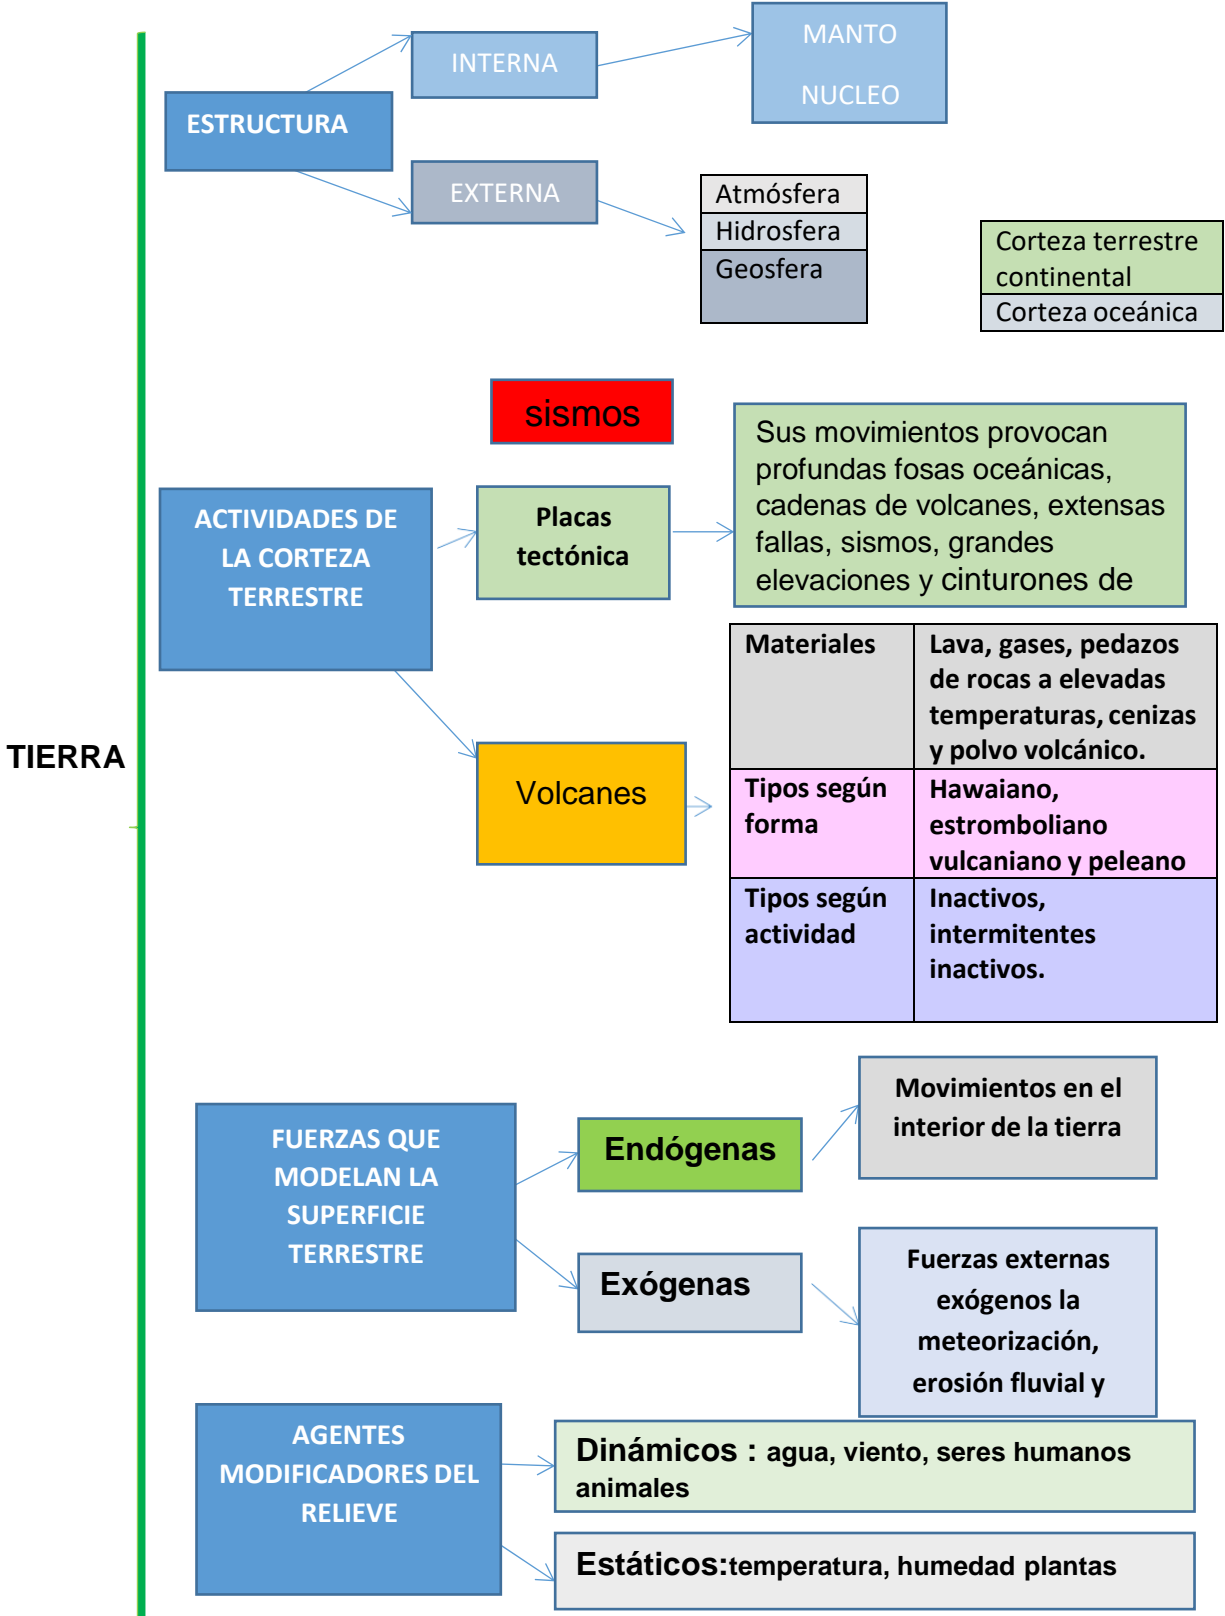 TIERRA
ESTRUCTURA
INTERNA
MANTO
NUCLEO
EXTERNA
Atmósfera
Hidrosfera
Geosfera
Corteza terrestre
continental
Corteza oceánica
ACTIVIDADES DE
LA CORTEZA
TERRESTRE
sismos
Placas
tectónica
Sus movimientos provocan
profundas fosas oceánicas,
cadenas de volcanes, extensas
fallas, sismos, grandes
elevaciones y cinturones de
Volcanes
Materiales
Lava, gases, pedazos
de rocas a elevadas
temperaturas, cenizas
y polvo volcánico.
Tipos según
forma
Hawaiano,
estromboliano
vulcaniano y peleano
Tipos según
actividad
Inactivos,
intermitentes
inactivos.
FUERZAS QUE
MODELAN LA
SUPERFICIE
TERRESTRE
Endógenas
Movimientos en el
interior de la tierra
Exógenas
Fuerzas externas
exógenos la
meteorización,
erosión fluvial y
AGENTES
MODIFICADORES DEL
RELIEVE
Dinámicos : agua, viento, seres humanos
animales
Estáticos:temperatura, humedad plantas